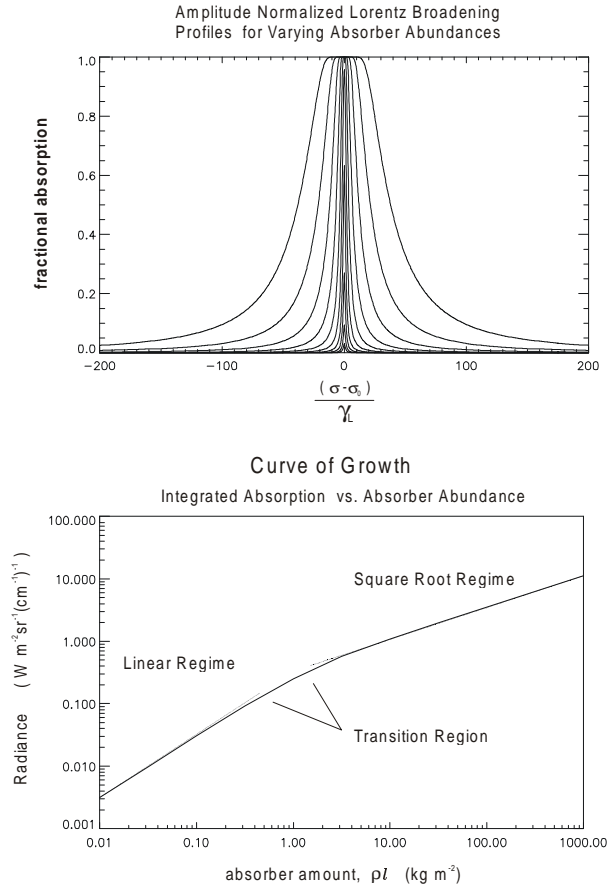 Amplitude Normalized Lorentz Broadening
Profiles for Varying Absorber Abundances
fractional absorption
1.0
0.8
0.6
0.4
0.2
0.0
−200
−100
0
100
200
(σ-σ₀)
γL
Curve of Growth
Integrated Absorption vs. Absorber Abundance
Radiance ( W m⁻²sr⁻¹(cm⁻¹)⁻¹ )
100.000
10.000
1.000
0.100
0.010
0.001
Square Root Regime
Linear Regime
Transition Region
0.01
0.10
1.00
10.00
100.00
1000.00
absorber amount, ρl (kg m⁻²)